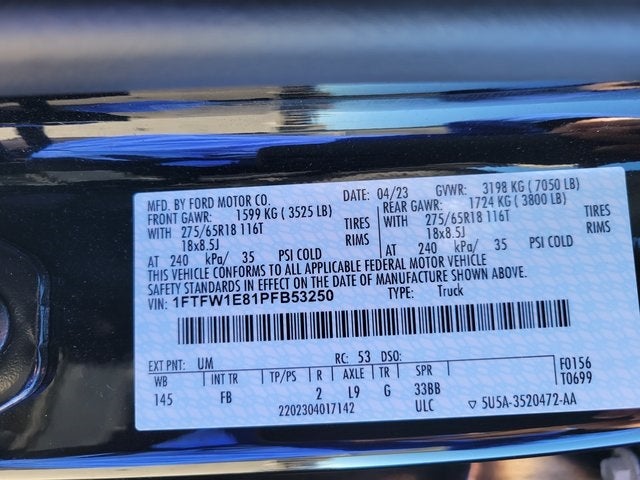 MFD. BY FORD MOTOR CO. DATE: 04/23 GVWR: 3198 KG ( 7050 LB)
FRONT GAWR: 1599 KG ( 3525 LB) REAR GAWR: 1724 KG ( 3800 LB)
WITH 275/65R18 116T TIRES WITH 275/65R18 116T TIRES
18x8.5J RIMS 18x8.5J RIMS
AT 240 kPa/ 35 PSI COLD AT 240 kPa/ 35 PSI COLD
THIS VEHICLE CONFORMS TO ALL APPLICABLE FEDERAL MOTOR VEHICLE
SAFETY STANDARDS IN EFFECT ON THE DATE OF MANUFACTURE SHOWN ABOVE.
VIN: 1FTFW1E81PFB53250 TYPE: Truck
EXT PNT: UM RC: 53 DSO: F0156
WB INT TR TP/PS R AXLE TR SPR T0699
145 FB 2 L9 G 33BB
2202304017142 ULC ▽ 5U5A-3520472-AA